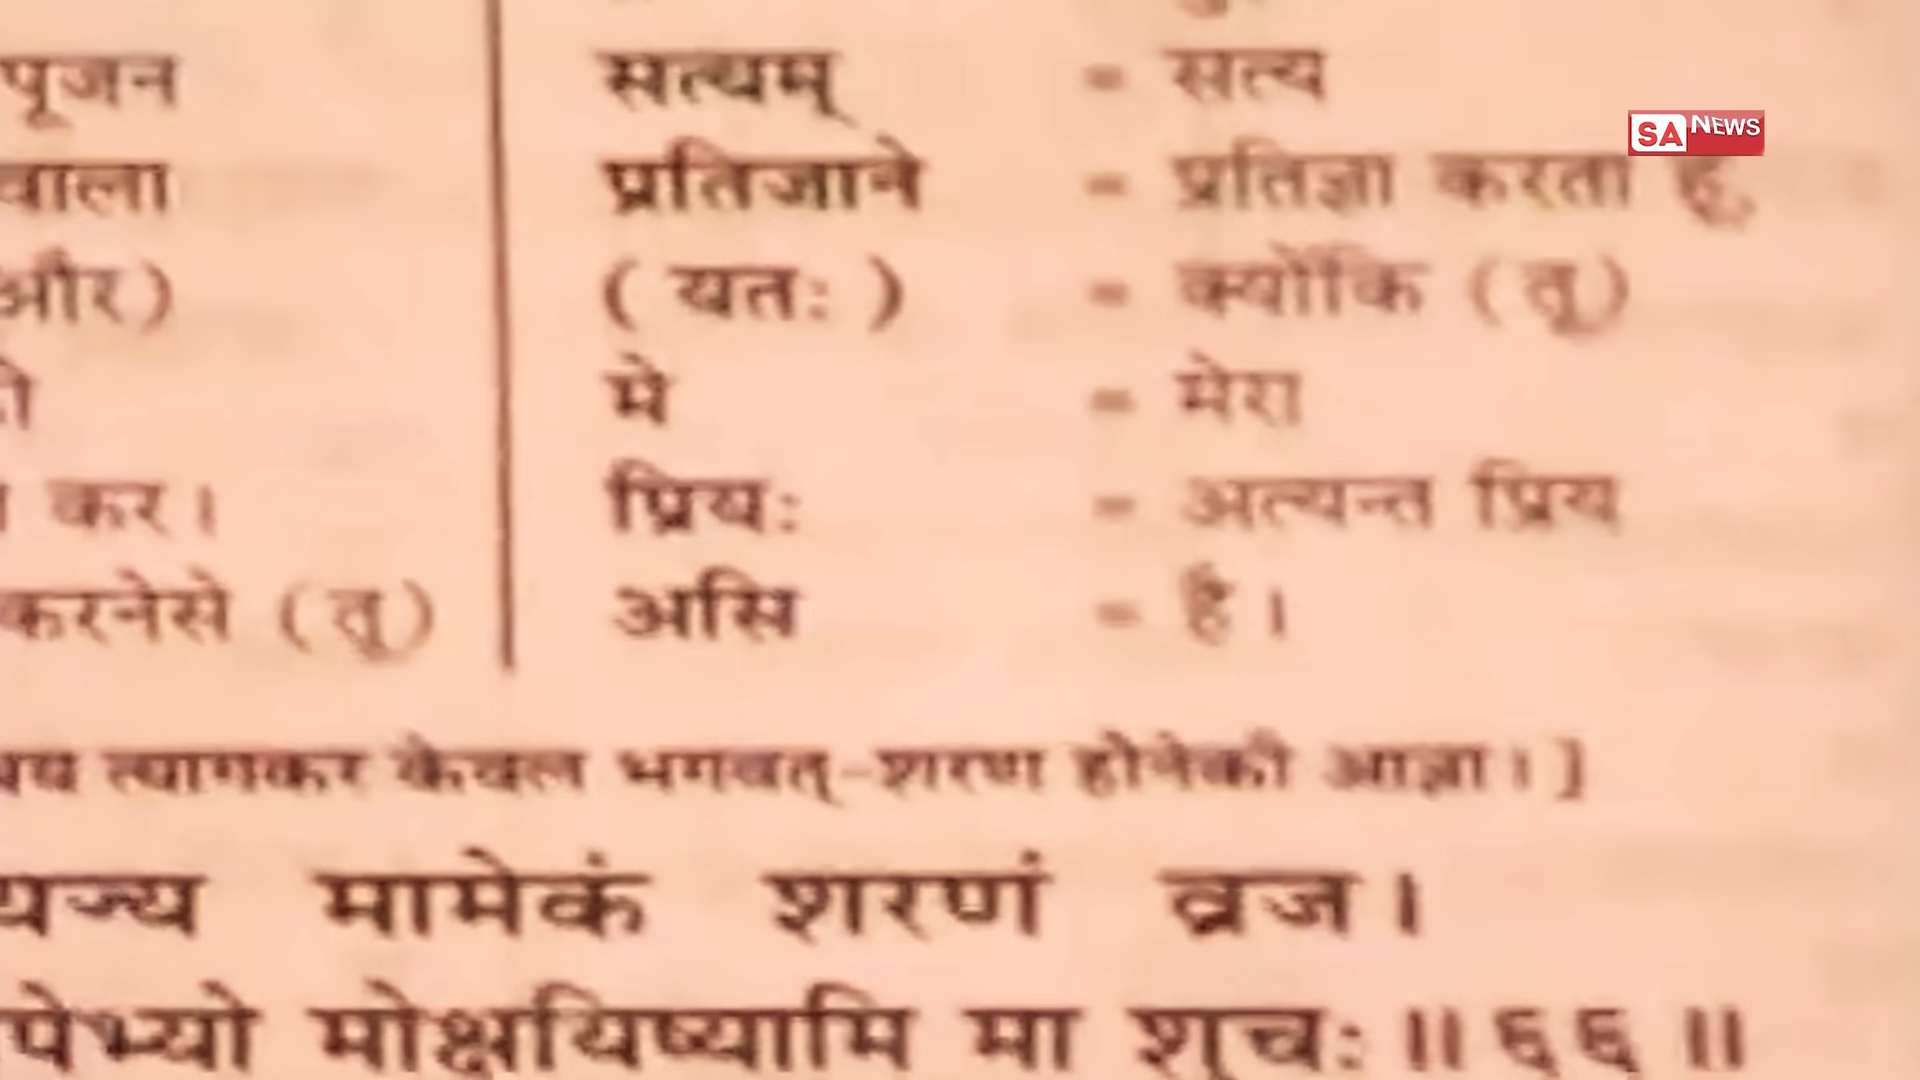 पूजन
वाला
और)
कर।
करनेसे (तू)
सत्यम् = सत्य
प्रतिजाने = प्रतिज्ञा करता हूँ,
(यतः) = क्योंकि (तू)
मे = मेरा
प्रियः = अत्यन्त प्रिय
असि = है।
त्यागकर केवल भगवत्-शरण होनेकी आज्ञा।]
यज्य मामेकं शरणं व्रज।
पेभ्यो मोक्षयिष्यामि मा शुचः॥६६॥
SA NEWS